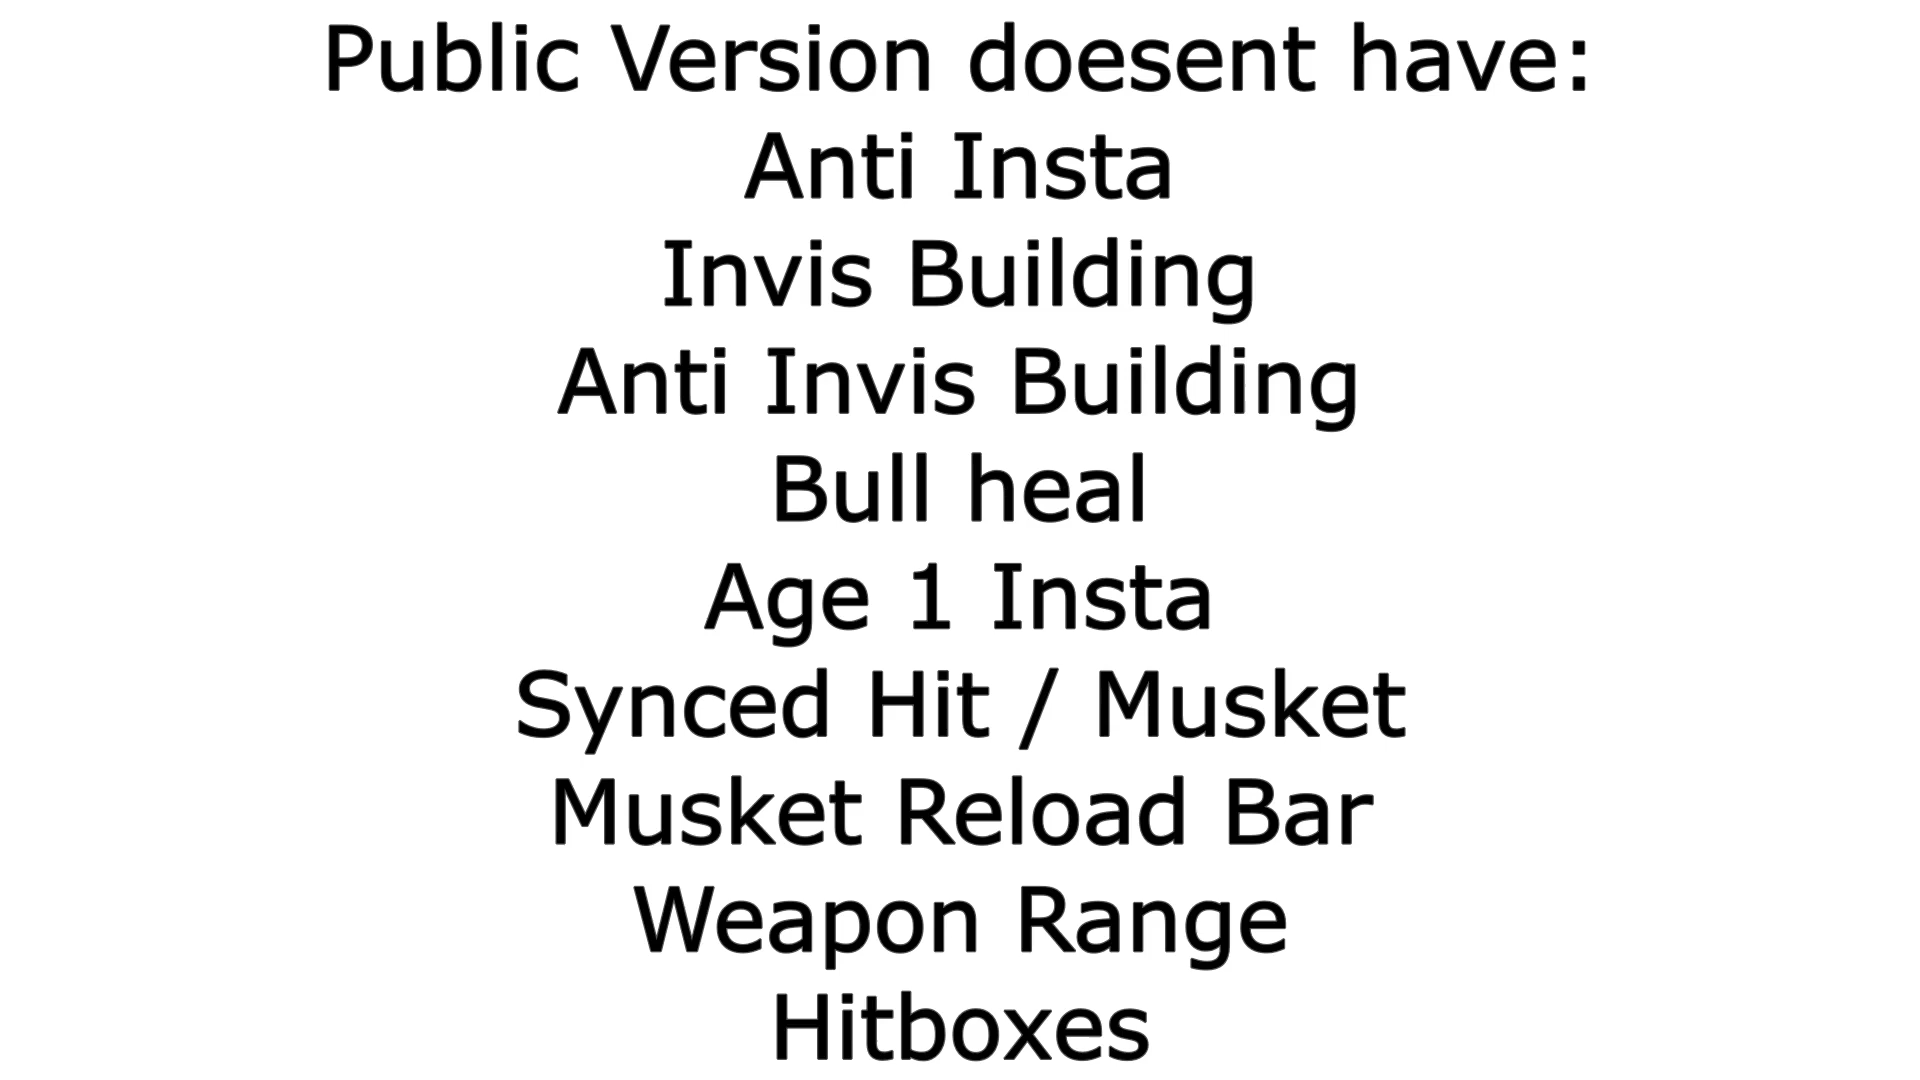 Public Version doesent have:
Anti Insta
Invis Building
Anti Invis Building
Bull heal
Age 1 Insta
Synced Hit / Musket
Musket Reload Bar
Weapon Range
Hitboxes